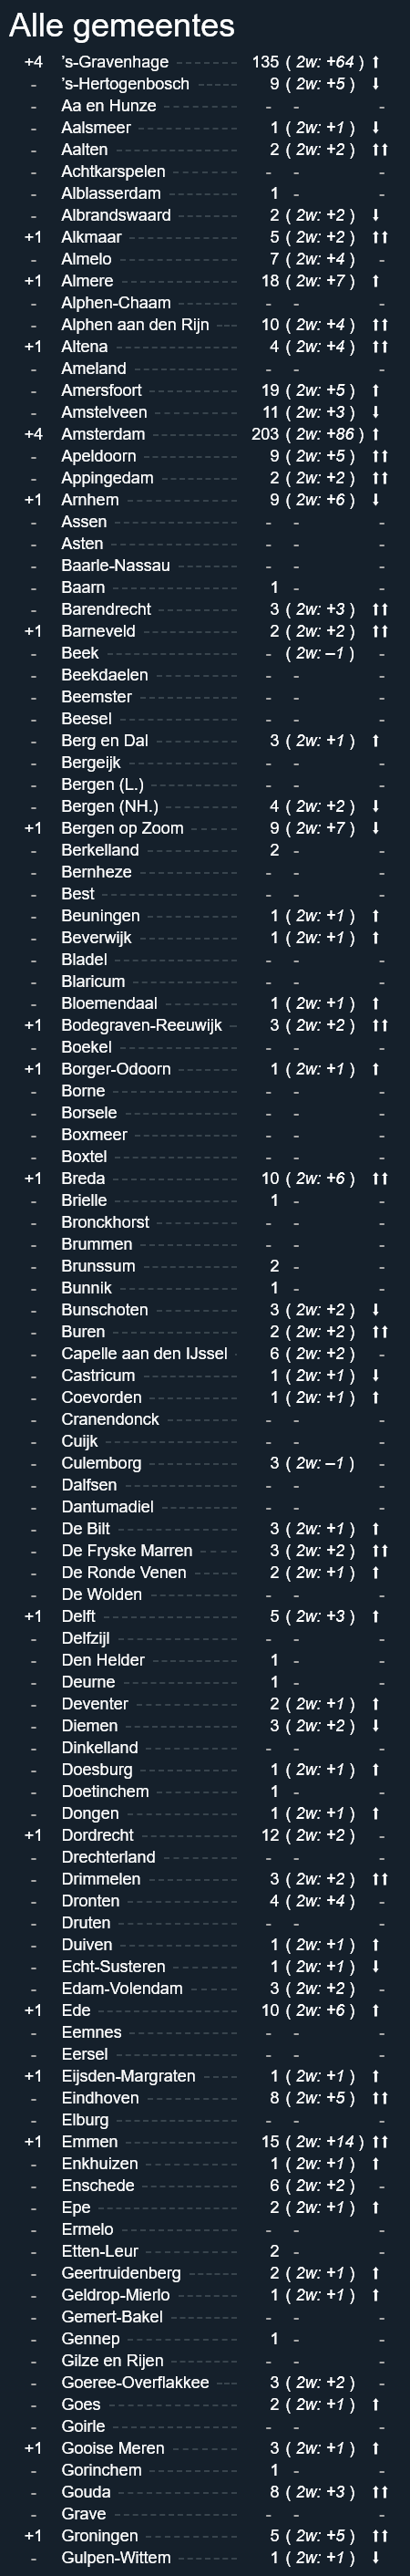 Alle gemeentes
+4 's-Gravenhage 135 ( 2w: +64 ) ⬆
- 's-Hertogenbosch 9 ( 2w: +5 ) ⬇
- Aa en Hunze - - -
- Aalsmeer 1 ( 2w: +1 ) ⬇
- Aalten 2 ( 2w: +2 ) ⬆⬆
- Achtkarspelen - - -
- Alblasserdam 1 - -
- Albrandswaard 2 ( 2w: +2 ) ⬇
+1 Alkmaar 5 ( 2w: +2 ) ⬆⬆
- Almelo 7 ( 2w: +4 ) -
+1 Almere 18 ( 2w: +7 ) ⬆
- Alphen-Chaam - - -
- Alphen aan den Rijn 10 ( 2w: +4 ) ⬆⬆
+1 Altena 4 ( 2w: +4 ) ⬆⬆
- Ameland - - -
- Amersfoort 19 ( 2w: +5 ) ⬆
- Amstelveen 11 ( 2w: +3 ) ⬇
+4 Amsterdam 203 ( 2w: +86 ) ⬆
- Apeldoorn 9 ( 2w: +5 ) ⬆⬆
- Appingedam 2 ( 2w: +2 ) ⬆⬆
+1 Arnhem 9 ( 2w: +6 ) ⬇
- Assen - - -
- Asten - - -
- Baarle-Nassau - - -
- Baarn 1 - -
- Barendrecht 3 ( 2w: +3 ) ⬆⬆
+1 Barneveld 2 ( 2w: +2 ) ⬆⬆
- Beek - ( 2w: –1 ) -
- Beekdaelen - - -
- Beemster - - -
- Beesel - - -
- Berg en Dal 3 ( 2w: +1 ) ⬆
- Bergeijk - - -
- Bergen (L.) - - -
- Bergen (NH.) 4 ( 2w: +2 ) ⬇
+1 Bergen op Zoom 9 ( 2w: +7 ) ⬇
- Berkelland 2 - -
- Bernheze - - -
- Best - - -
- Beuningen 1 ( 2w: +1 ) ⬆
- Beverwijk 1 ( 2w: +1 ) ⬆
- Bladel - - -
- Blaricum - - -
- Bloemendaal 1 ( 2w: +1 ) ⬆
+1 Bodegraven-Reeuwijk 3 ( 2w: +2 ) ⬆⬆
- Boekel - - -
+1 Borger-Odoorn 1 ( 2w: +1 ) ⬆
- Borne - - -
- Borsele - - -
- Boxmeer - - -
- Boxtel - - -
+1 Breda 10 ( 2w: +6 ) ⬆⬆
- Brielle 1 - -
- Bronckhorst - - -
- Brummen - - -
- Brunssum 2 - -
- Bunnik 1 - -
- Bunschoten 3 ( 2w: +2 ) ⬇
- Buren 2 ( 2w: +2 ) ⬆⬆
- Capelle aan den IJssel 6 ( 2w: +2 ) -
- Castricum 1 ( 2w: +1 ) ⬇
- Coevorden 1 ( 2w: +1 ) ⬆
- Cranendonck - - -
- Cuijk - - -
- Culemborg 3 ( 2w: –1 ) -
- Dalfsen - - -
- Dantumadiel - - -
- De Bilt 3 ( 2w: +1 ) ⬆
- De Fryske Marren 3 ( 2w: +2 ) ⬆⬆
- De Ronde Venen 2 ( 2w: +1 ) ⬆
- De Wolden - - -
+1 Delft 5 ( 2w: +3 ) ⬆
- Delfzijl - - -
- Den Helder 1 - -
- Deurne 1 - -
- Deventer 2 ( 2w: +1 ) ⬆
- Diemen 3 ( 2w: +2 ) ⬇
- Dinkelland - - -
- Doesburg 1 ( 2w: +1 ) ⬆
- Doetinchem 1 - -
- Dongen 1 ( 2w: +1 ) ⬆
+1 Dordrecht 12 ( 2w: +2 ) -
- Drechterland - - -
- Drimmelen 3 ( 2w: +2 ) ⬆⬆
- Dronten 4 ( 2w: +4 ) -
- Druten - - -
- Duiven 1 ( 2w: +1 ) ⬆
- Echt-Susteren 1 ( 2w: +1 ) ⬇
- Edam-Volendam 3 ( 2w: +2 ) -
+1 Ede 10 ( 2w: +6 ) ⬆
- Eemnes - - -
- Eersel - - -
+1 Eijsden-Margraten 1 ( 2w: +1 ) ⬆
- Eindhoven 8 ( 2w: +5 ) ⬆⬆
- Elburg - - -
+1 Emmen 15 ( 2w: +14 ) ⬆⬆
- Enkhuizen 1 ( 2w: +1 ) ⬆
- Enschede 6 ( 2w: +2 ) -
- Epe 2 ( 2w: +1 ) ⬆
- Ermelo - - -
- Etten-Leur 2 - -
- Geertruidenberg 2 ( 2w: +1 ) ⬆
- Geldrop-Mierlo 1 ( 2w: +1 ) ⬆
- Gemert-Bakel - - -
- Gennep 1 - -
- Gilze en Rijen - - -
- Goeree-Overflakkee 3 ( 2w: +2 ) -
- Goes 2 ( 2w: +1 ) ⬆
- Goirle - - -
+1 Gooise Meren 3 ( 2w: +1 ) ⬆
- Gorinchem 1 - -
- Gouda 8 ( 2w: +3 ) ⬆⬆
- Grave - - -
+1 Groningen 5 ( 2w: +5 ) ⬆⬆
- Gulpen-Wittem 1 ( 2w: +1 ) ⬇